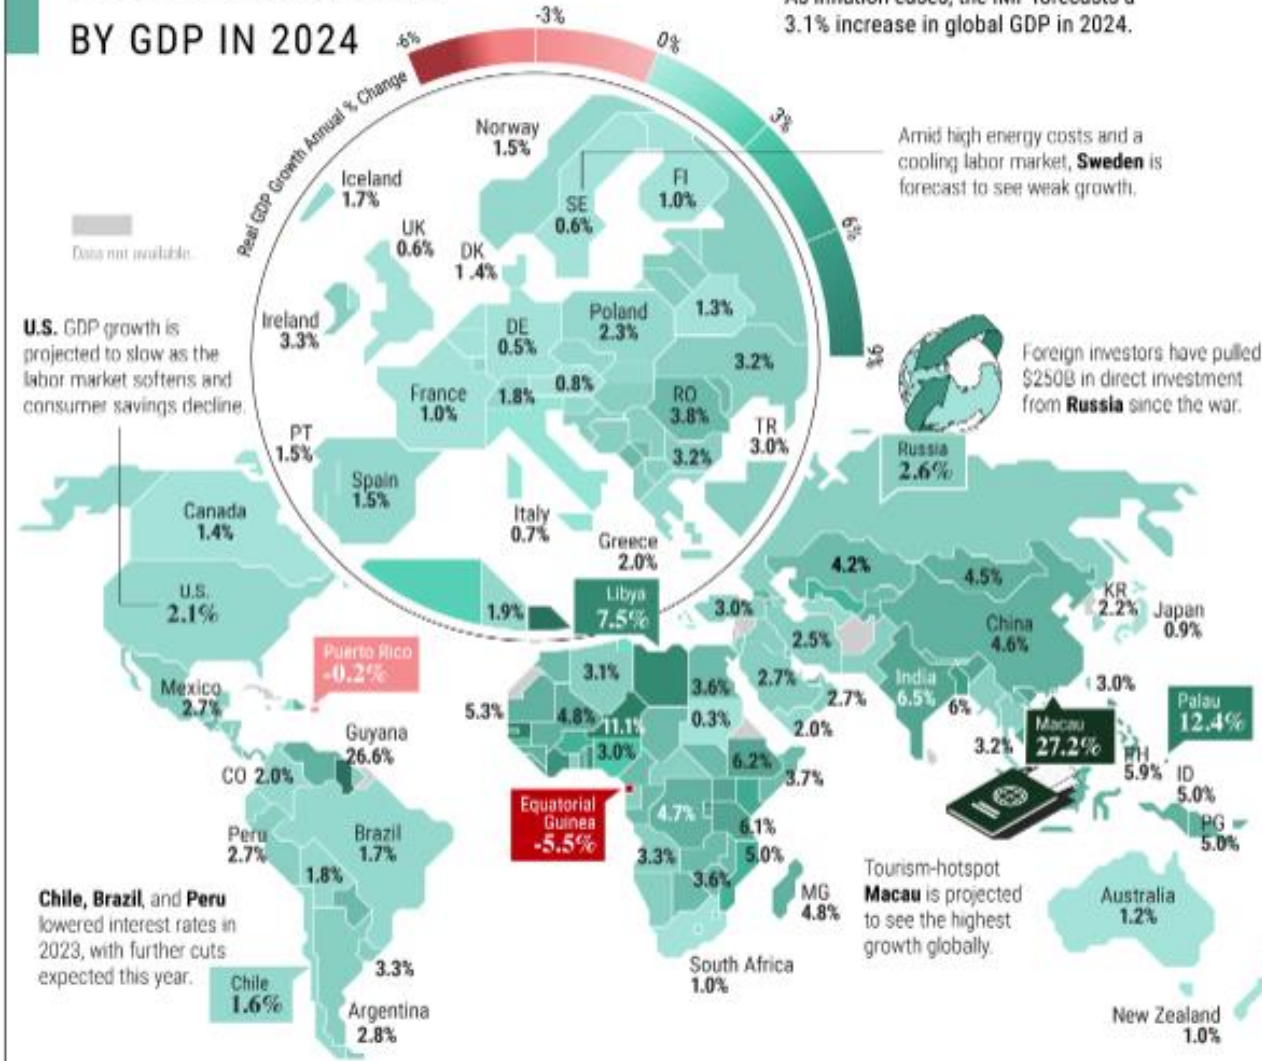 BY GDP IN 2024
3.1% increase in global GDP in 2024.
-6%
-3%
0%
3%
6%
9%
Real GDP Growth Annual % Change
Data not available.
Amid high energy costs and a
cooling labor market, Sweden is
forecast to see weak growth.
U.S. GDP growth is
projected to slow as the
labor market softens and
consumer savings decline.
Foreign investors have pulled
$250B in direct investment
from Russia since the war.
Norway
1.5%
Iceland
1.7%
UK
0.6%
DK
1.4%
SE
0.6%
FI
1.0%
Ireland
3.3%
DE
0.5%
Poland
2.3%
1.3%
3.2%
France
1.0%
1.8%
0.8%
RO
3.8%
3.2%
TR
3.0%
PT
1.5%
Spain
1.5%
Italy
0.7%
Greece
2.0%
1.9%
Russia
2.6%
Canada
1.4%
U.S.
2.1%
Puerto Rico
-0.2%
Mexico
2.7%
Guyana
26.6%
CO 2.0%
Peru
2.7%
Brazil
1.7%
1.8%
3.3%
Chile
1.6%
Argentina
2.8%
Chile, Brazil, and Peru
lowered interest rates in
2023, with further cuts
expected this year.
Libya
7.5%
3.0%
3.1%
3.6%
5.3%
4.8%
11.1%
0.3%
3.0%
6.2%
3.7%
Equatorial
Guinea
-5.5%
4.7%
6.1%
3.3%
5.0%
3.6%
MG
4.8%
South Africa
1.0%
4.2%
4.5%
KR
2.2%
Japan
0.9%
China
4.6%
2.5%
2.7%
India
6.5%
2.7%
2.0%
6%
3.0%
3.2%
Macau
27.2%
Palau
12.4%
PH
5.9%
ID
5.0%
PG
5.0%
Tourism-hotspot
Macau is projected
to see the highest
growth globally.
Australia
1.2%
New Zealand
1.0%